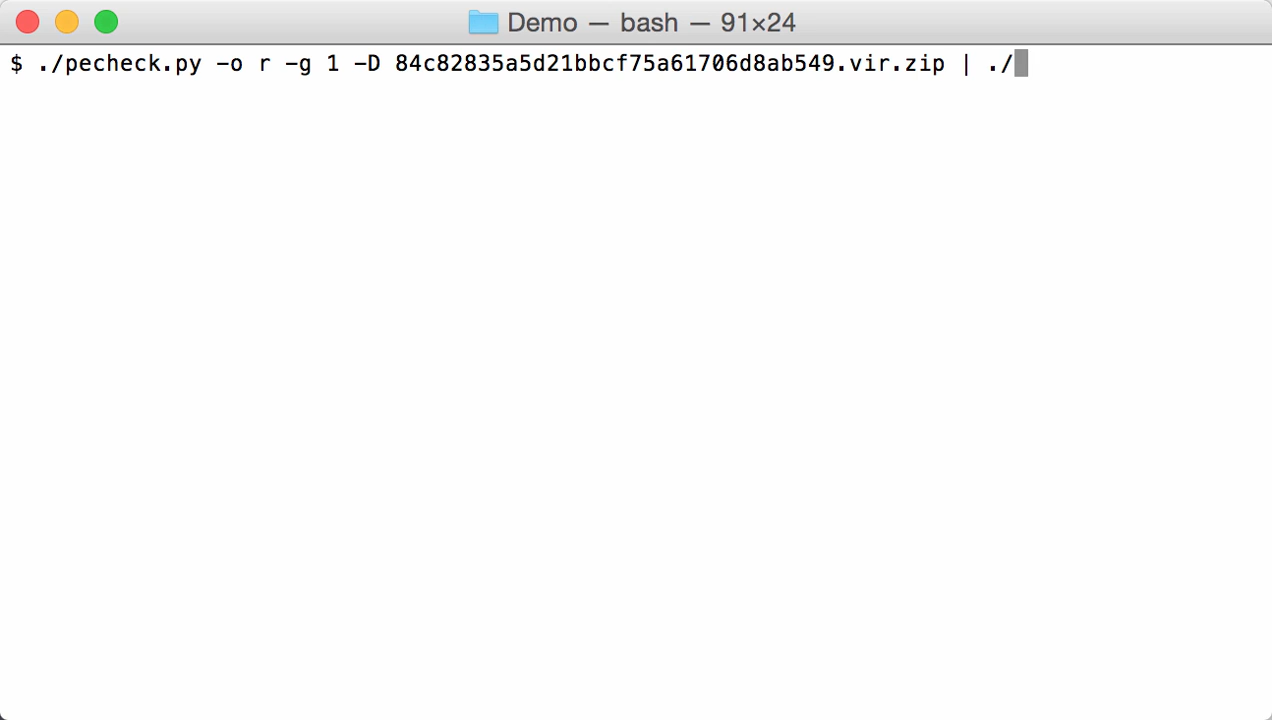 Demo — bash — 91×24
$ ./pecheck.py -o r -g 1 -D 84c82835a5d21bbcf75a61706d8ab549.vir.zip | ./